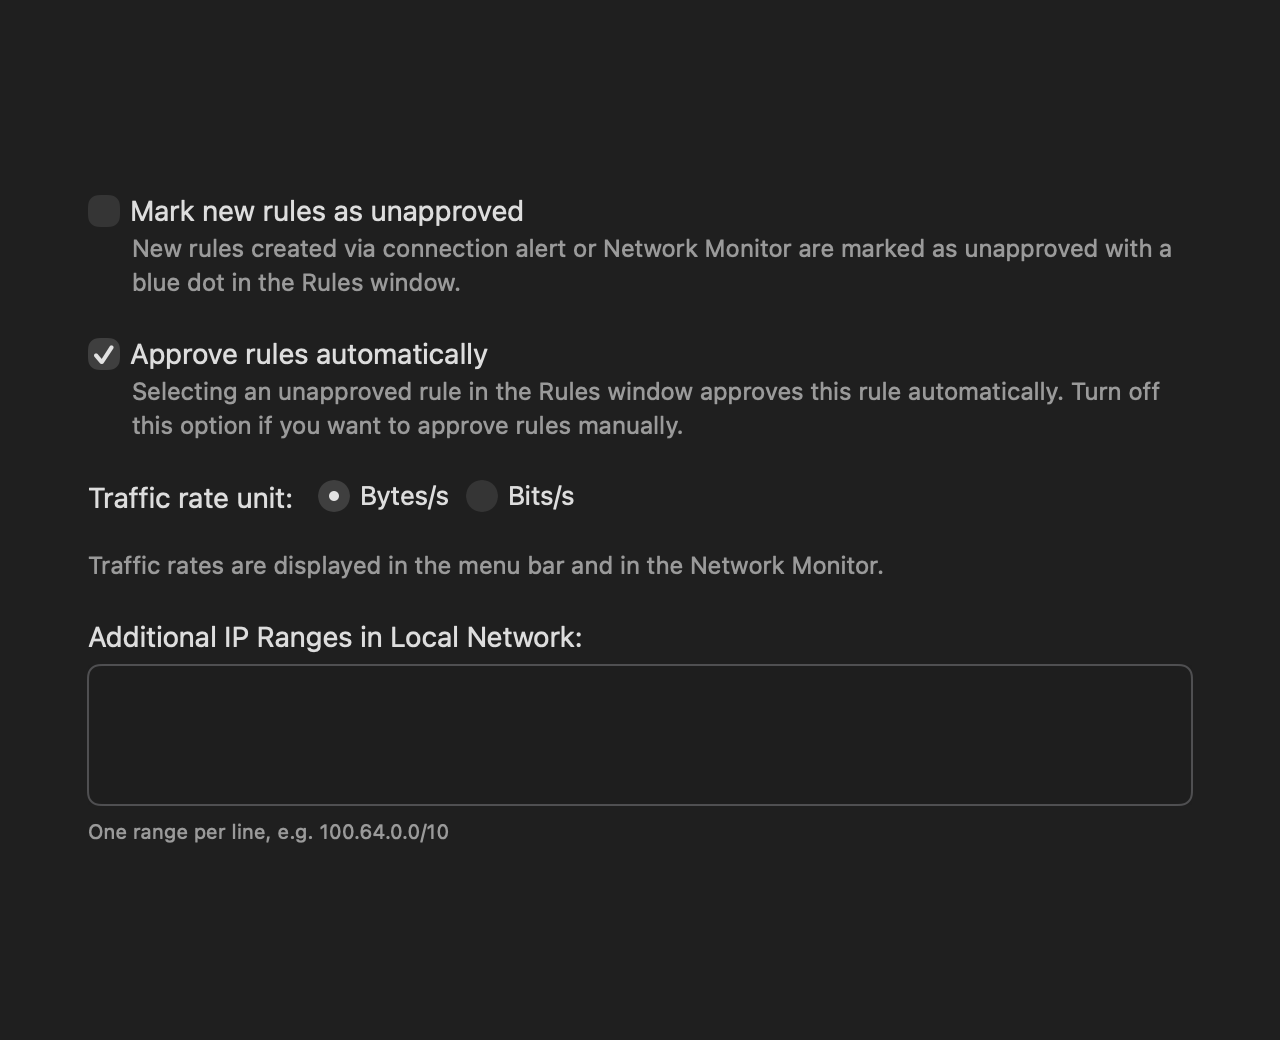 Mark new rules as unapproved
New rules created via connection alert or Network Monitor are marked as unapproved with a
blue dot in the Rules window.
Approve rules automatically
Selecting an unapproved rule in the Rules window approves this rule automatically. Turn off
this option if you want to approve rules manually.
Traffic rate unit: Bytes/s Bits/s
Traffic rates are displayed in the menu bar and in the Network Monitor.
Additional IP Ranges in Local Network:
One range per line, e.g. 100.64.0.0/10